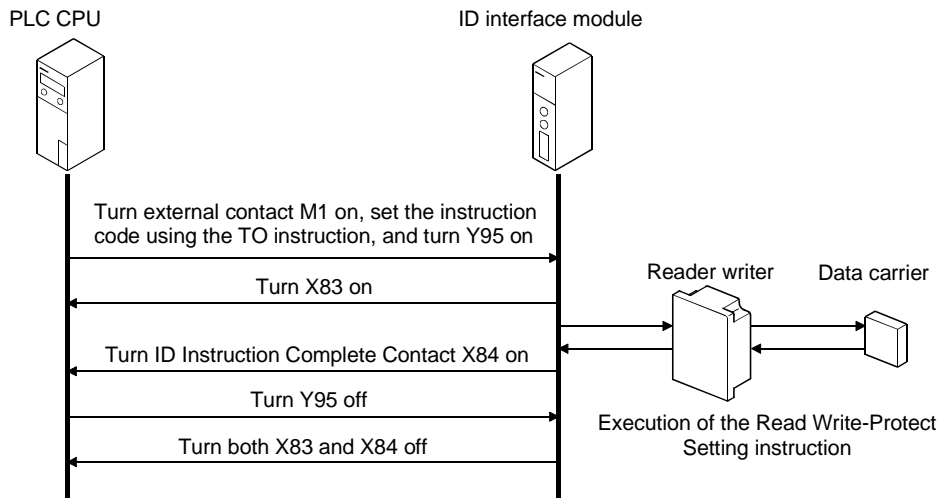 PLC CPU
ID interface module
Turn external contact M1 on, set the instruction
code using the TO instruction, and turn Y95 on
Turn X83 on
Reader writer
Data carrier
Turn ID Instruction Complete Contact X84 on
Turn Y95 off
Execution of the Read Write-Protect
Setting instruction
Turn both X83 and X84 off